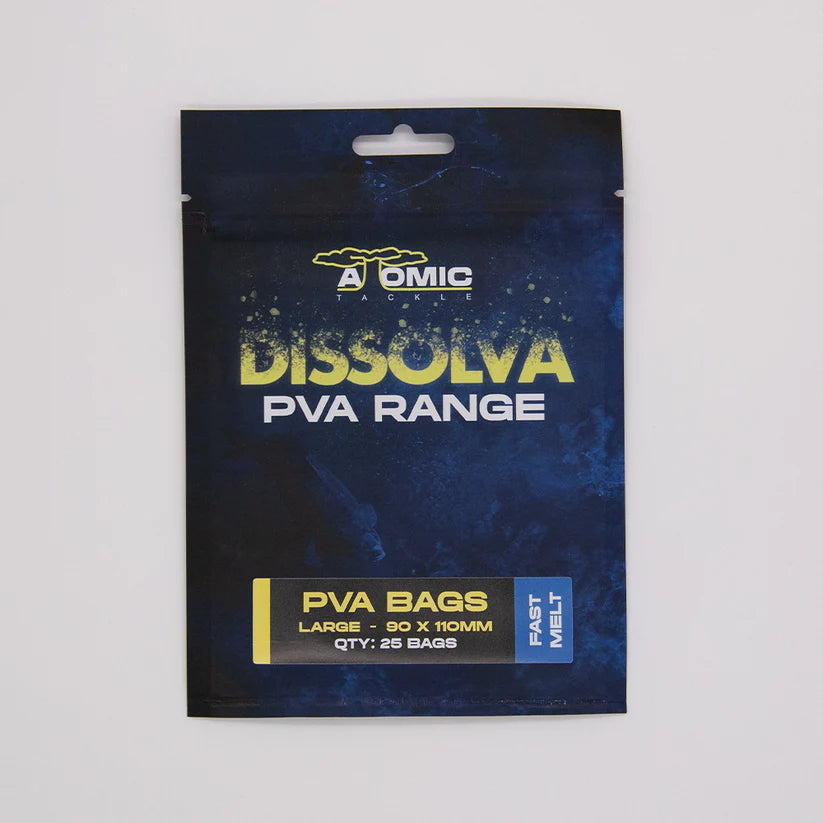 ATOMIC
TACKLE
DISSOLVA
PVA RANGE
PVA BAGS
LARGE - 90 X 110MM
QTY: 25 BAGS
FAST
MELT